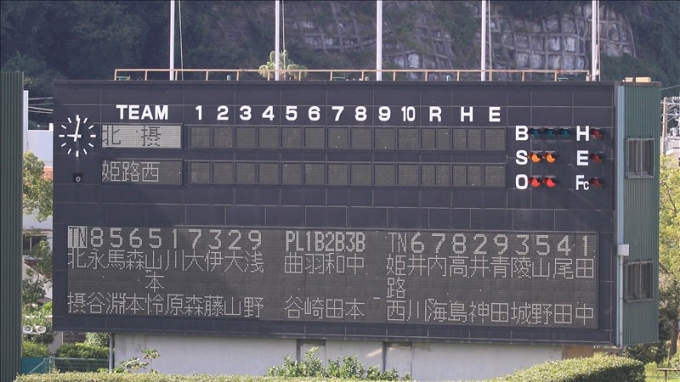 TEAM 1 2 3 4 5 6 7 8 9 10 R H E
北摂
姫路西
B H
S E
O Fc
TN856517329 PL1B2B3B TN678293541
北永馬森山川大伊大浅 曲羽和中 姫井内高井青陵山尾田
本 路
摂谷淵本怜原森藤山野 谷崎田本 西川海島神田城野田中